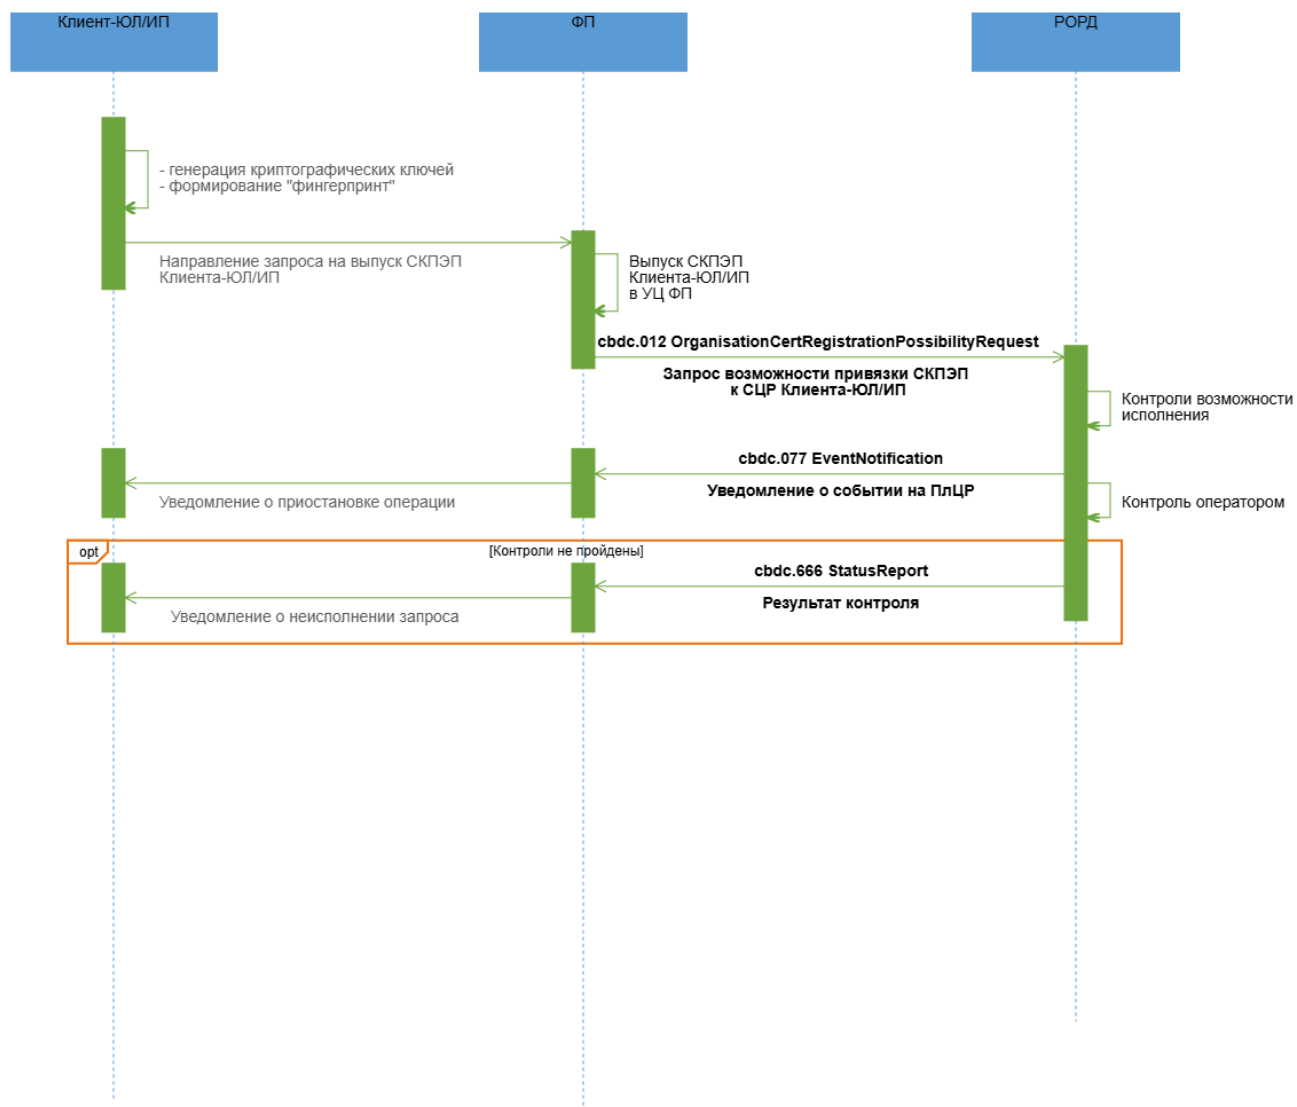 Клиент-ЮЛ/ИП
ФП
РОРД
- генерация криптографических ключей
- формирование "фингерпринт"
Направление запроса на выпуск СКПЭП
Клиента-ЮЛ/ИП
Выпуск СКПЭП
Клиента-ЮЛ/ИП
в УЦ ФП
cbdc.012 OrganisationCertRegistrationPossibilityRequest
Запрос возможности привязки СКПЭП
к СЦР Клиента-ЮЛ/ИП
Контроли возможности
исполнения
cbdc.077 EventNotification
Уведомление о событии на ПлЦР
Уведомление о приостановке операции
Контроль оператором
opt
[Контроли не пройдены]
cbdc.666 StatusReport
Результат контроля
Уведомление о неисполнении запроса